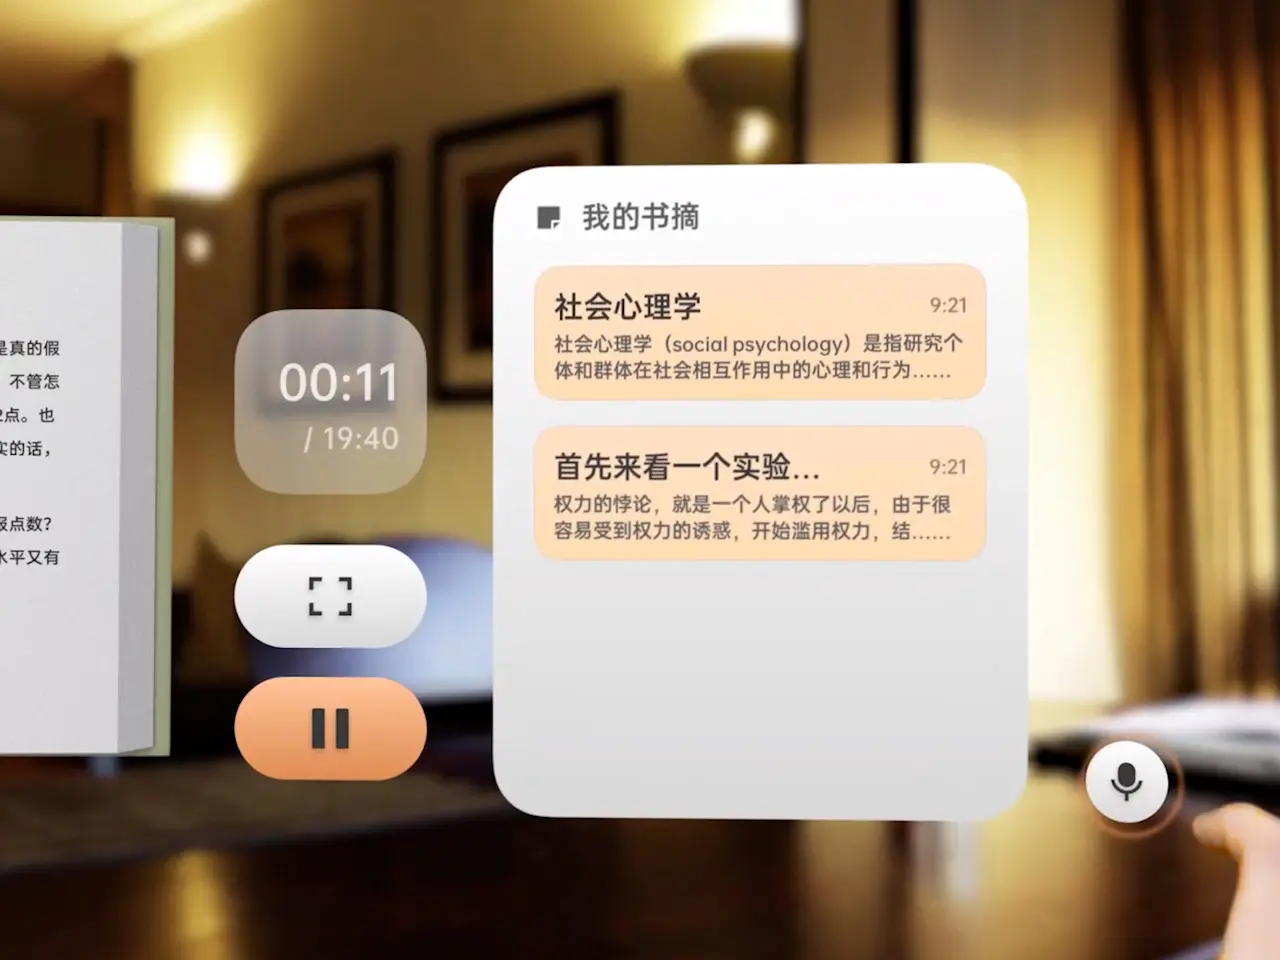 是真的假
不管怎
2点。也
实的话，
报点数？
水平又有
00:11
/ 19:40
我的书摘
社会心理学 9:21
社会心理学（social psychology）是指研究个
体和群体在社会相互作用中的心理和行为……
首先来看一个实验… 9:21
权力的悖论，就是一个人掌权了以后，由于很
容易受到权力的诱惑，开始滥用权力，结……